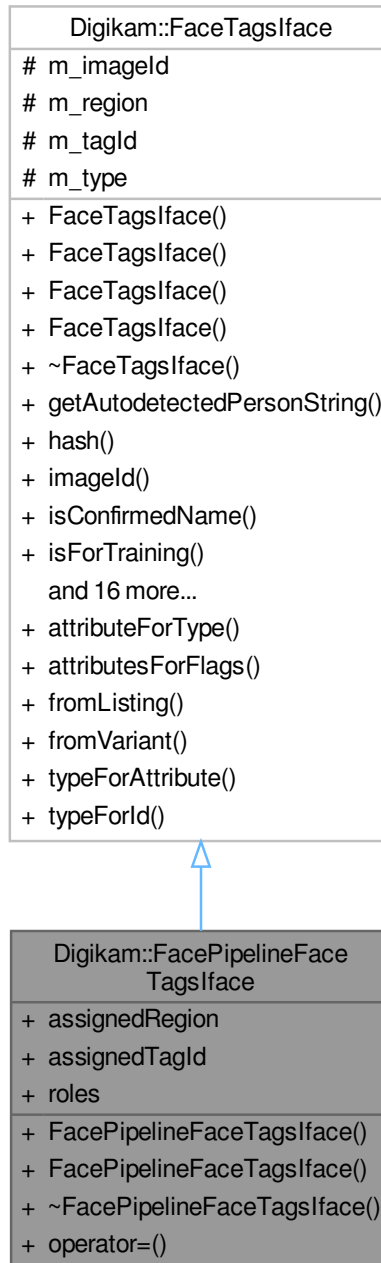 Digikam::FaceTagsIface
# m_imageId
# m_region
# m_tagId
# m_type
+ FaceTagsIface()
+ FaceTagsIface()
+ FaceTagsIface()
+ FaceTagsIface()
+ ~FaceTagsIface()
+ getAutodetectedPersonString()
+ hash()
+ imageId()
+ isConfirmedName()
+ isForTraining()
and 16 more...
+ attributeForType()
+ attributesForFlags()
+ fromListing()
+ fromVariant()
+ typeForAttribute()
+ typeForId()
Digikam::FacePipelineFace
TagsIface
+ assignedRegion
+ assignedTagId
+ roles
+ FacePipelineFaceTagsIface()
+ FacePipelineFaceTagsIface()
+ ~FacePipelineFaceTagsIface()
+ operator=()